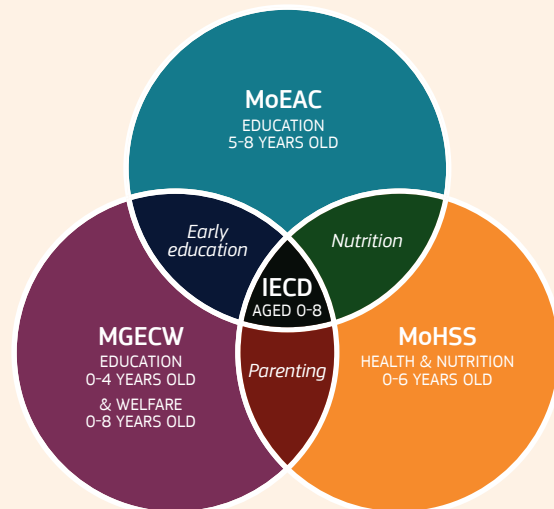 MoEAC
EDUCATION
5-8 YEARS OLD
Early
education
Nutrition
IECD
AGED 0-8
MGECW
EDUCATION
0-4 YEARS OLD
& WELFARE
0-8 YEARS OLD
Parenting
MoHSS
HEALTH & NUTRITION
0-6 YEARS OLD